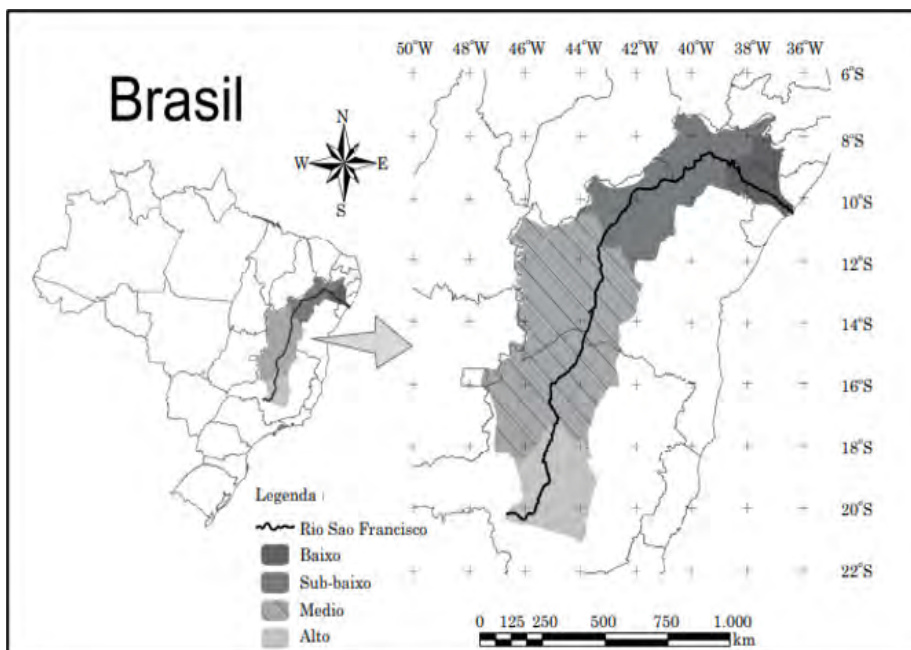 50°W 48°W 46°W 44°W 42°W 40°W 38°W 36°W
6°S
8°S
10°S
12°S
14°S
16°S
18°S
20°S
22°S
Brasil
N
W E
S
Legenda
Rio Sao Francisco
Baixo
Sub-baixo
Medio
Alto
0 125 250 500 750 1.000
km